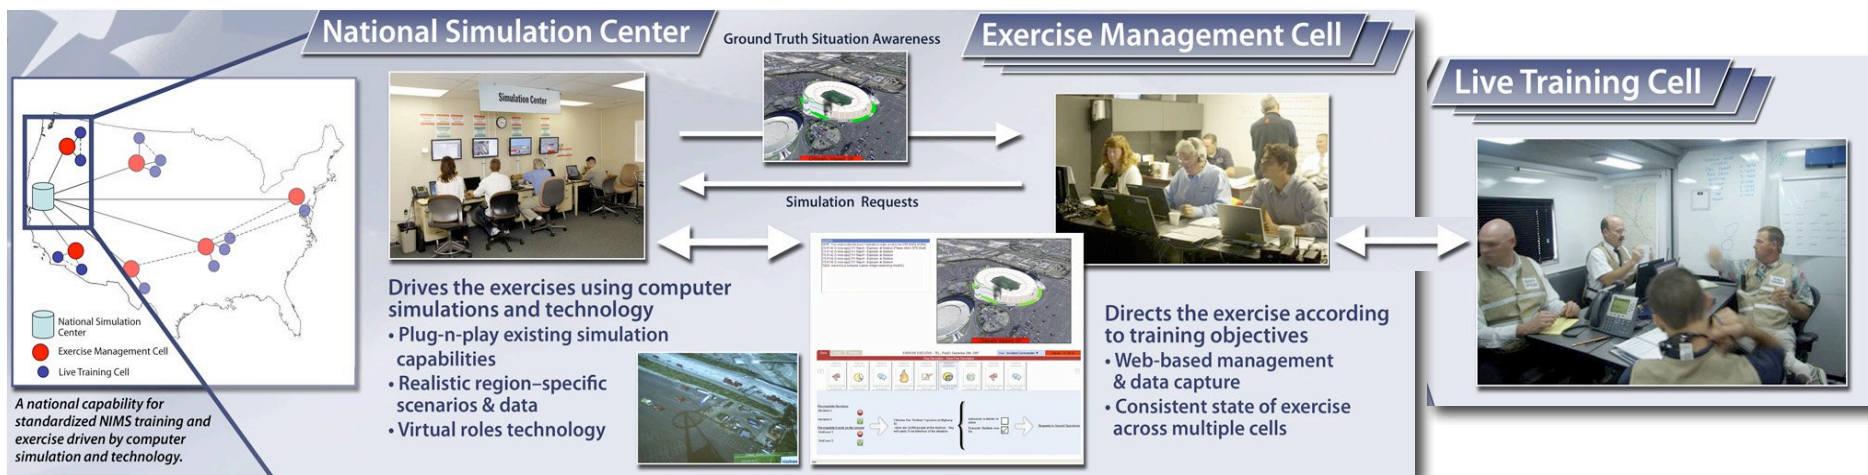 National Simulation Center
Ground Truth Situation Awareness
Exercise Management Cell
Live Training Cell
Simulation Center
Simulation Requests
National Simulation
Center
Exercise Management Cell
Live Training Cell
A national capability for
standardized NIMS training and
exercise driven by computer
simulation and technology.
Drives the exercises using computer
simulations and technology
• Plug-n-play existing simulation
capabilities
• Realistic region–specific
scenarios & data
• Virtual roles technology
Directs the exercise according
to training objectives
• Web-based management
& data capture
• Consistent state of exercise
across multiple cells